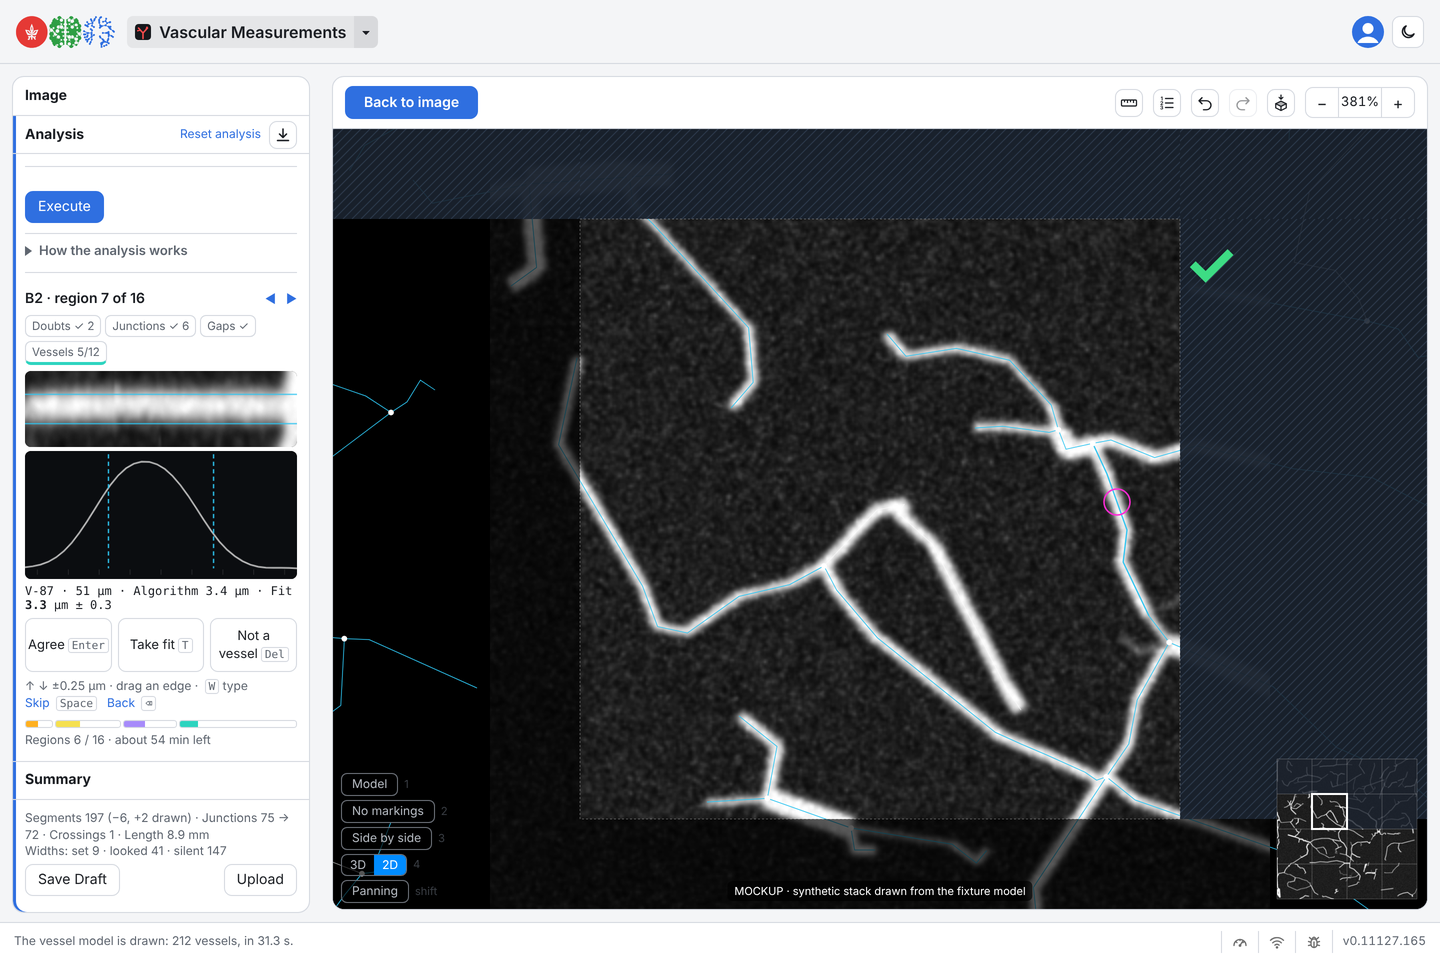 Vascular Measurements
Image
Analysis
Reset analysis
Execute
How the analysis works
B2 · region 7 of 16
Doubts ✓ 2
Junctions ✓ 6
Gaps ✓
Vessels 5/12
V-87 · 51 µm · Algorithm 3.4 µm · Fit
3.3 µm ± 0.3
Agree Enter
Take fit T
Not a
vessel Del
↑ ↓ ±0.25 µm · drag an edge · W type
Skip Space Back ⌫
Regions 6 / 16 · about 54 min left
Summary
Segments 197 (−6, +2 drawn) · Junctions 75 →
72 · Crossings 1 · Length 8.9 mm
Widths: set 9 · looked 41 · silent 147
Save Draft
Upload
Back to image
− 381% +
Model 1
No markings 2
Side by side 3
3D 2D 4
Panning shift
MOCKUP · synthetic stack drawn from the fixture model
The vessel model is drawn: 212 vessels, in 31.3 s.
v0.11127.165